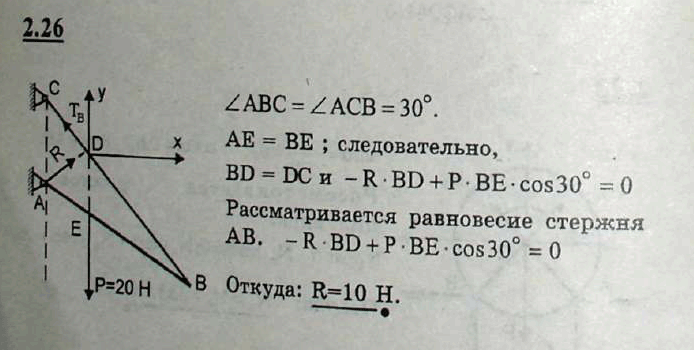 2.26
C
y
T_B
D
x
R
A
E
P=20 Н
B
∠ABC = ∠ACB = 30°.
AE = BE ; следовательно,
BD = DC и −R·BD+P·BE·cos30° = 0
Рассматривается равновесие стержня
AB. −R·BD+P·BE·cos30° = 0
Откуда: R=10 Н.